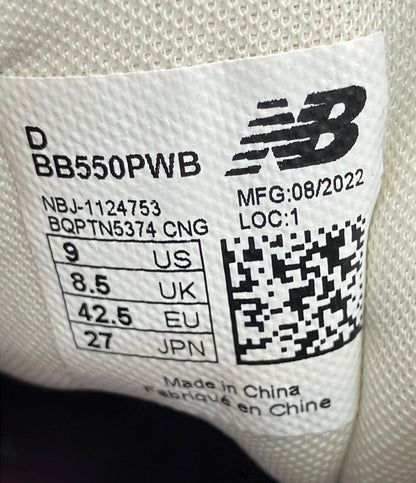 D
BB550PWB
NB
MFG:08/2022
LOC:1
NBJ-1124753
BQPTN5374 CNG
9 US
8.5 UK
42.5 EU
27 JPN
Made in China
Fabriqué en Chine